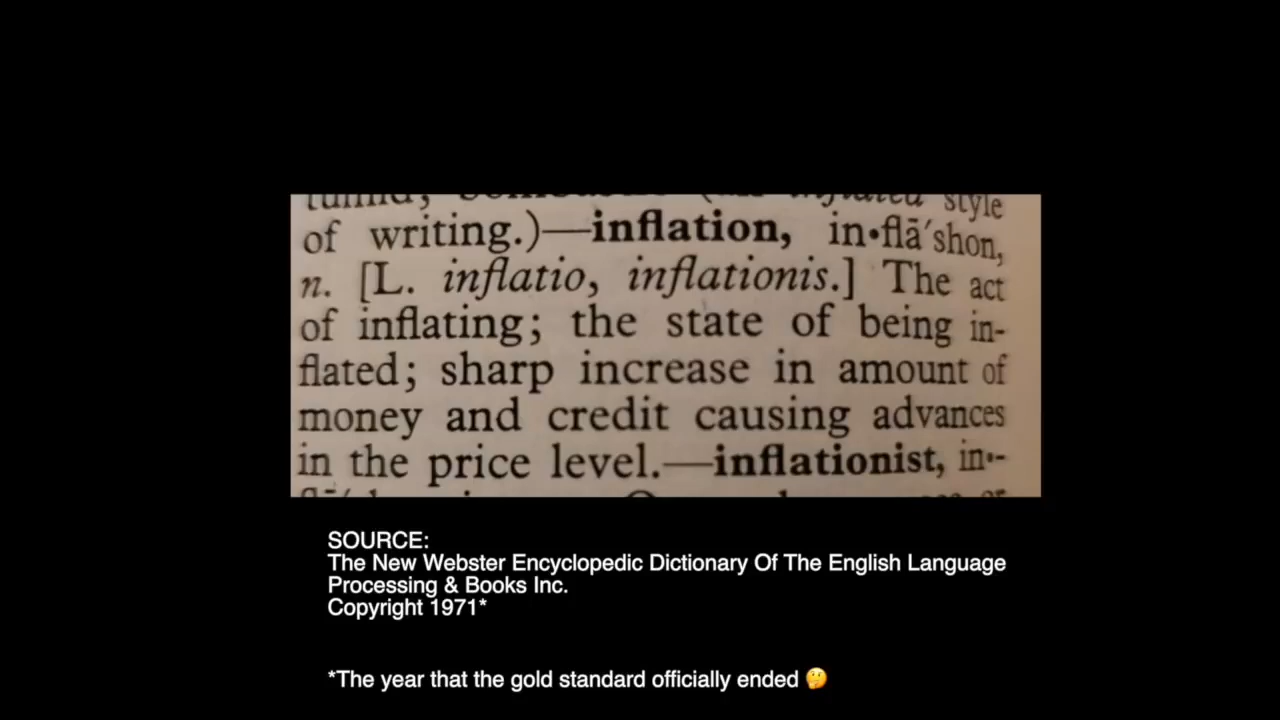 inflated style
of writing.)—inflation, in•flā′shon,
n. [L. inflatio, inflationis.] The act
of inflating; the state of being in-
flated; sharp increase in amount of
money and credit causing advances
in the price level.—inflationist, in•-
SOURCE:
The New Webster Encyclopedic Dictionary Of The English Language
Processing & Books Inc.
Copyright 1971*
*The year that the gold standard officially ended 🤔